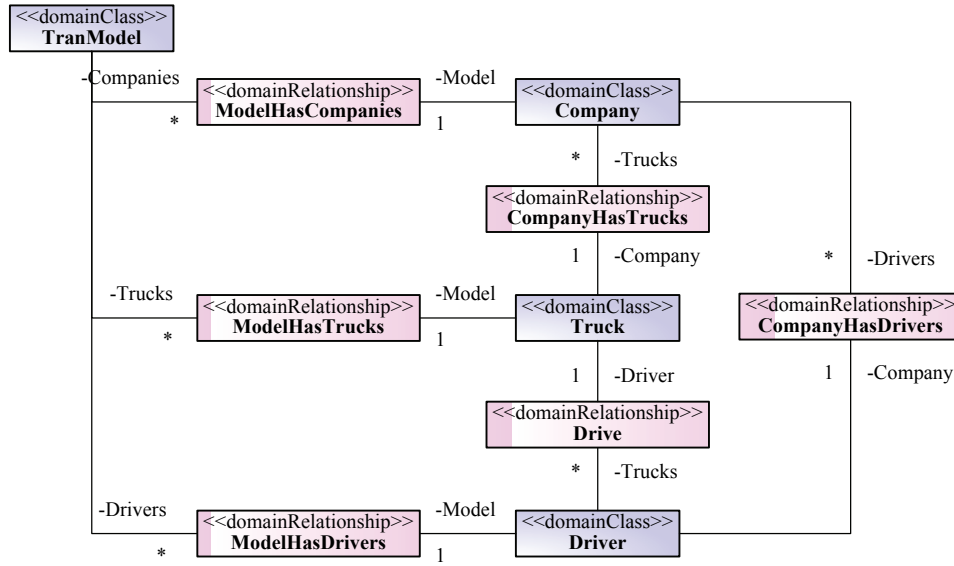 <<domainClass>>
TranModel
-Companies
*
<<domainRelationship>>
ModelHasCompanies
-Model
1
<<domainClass>>
Company
*
-Trucks
<<domainRelationship>>
CompanyHasTrucks
1
-Company
*
-Drivers
<<domainRelationship>>
CompanyHasDrivers
1
-Company
-Trucks
*
<<domainRelationship>>
ModelHasTrucks
-Model
1
<<domainClass>>
Truck
1
-Driver
<<domainRelationship>>
Drive
*
-Trucks
-Drivers
*
<<domainRelationship>>
ModelHasDrivers
-Model
1
<<domainClass>>
Driver